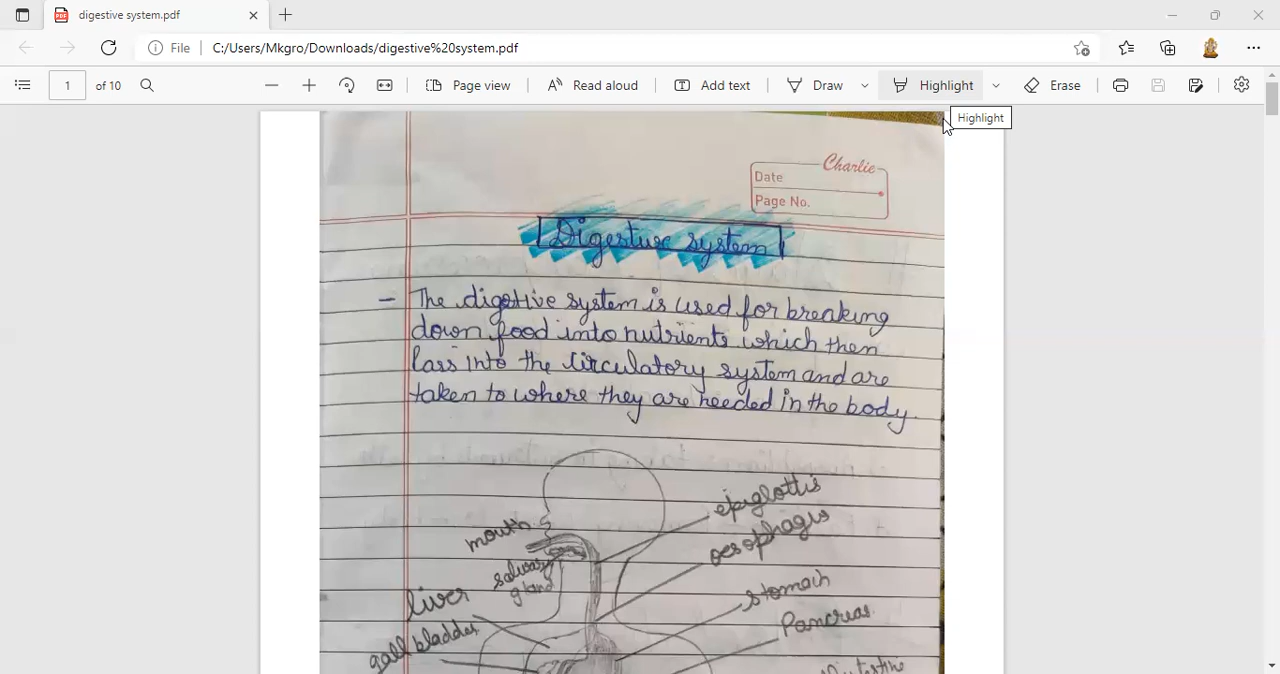 digestive system.pdf
File C:/Users/Mkgro/Downloads/digestive%20system.pdf
1 of 10 Page view Read aloud Add text Draw Highlight Erase
Highlight
Charlie
Date
Page No.
Digestive system
- The digestive system is used for breaking
down food into nutrients which then
pass into the circulatory system and are
taken to where they are needed in the body.
epiglottis
mouth
oesophagus
salivary
gland
stomach
liver
Pancreas
gall bladder